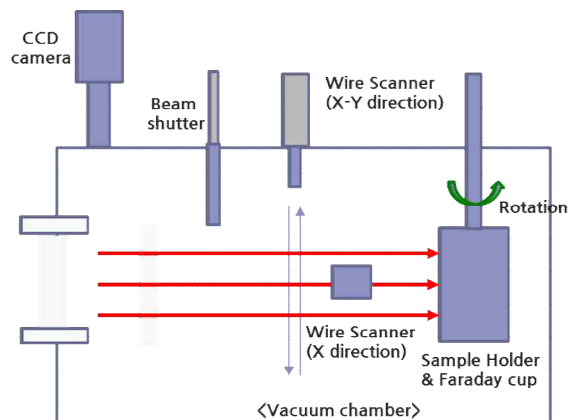 CCD
camera
Beam
shutter
Wire Scanner
(X-Y direction)
Rotation
Wire Scanner
(X direction)
Sample Holder
& Faraday cup
<Vacuum chamber>